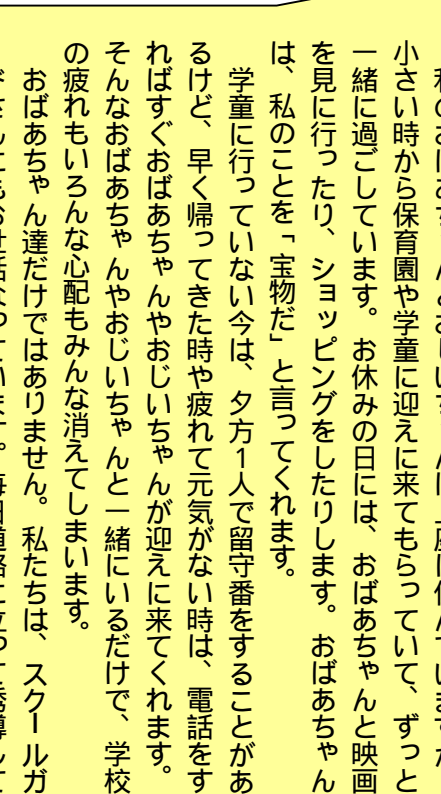 小さい時から保育園や学童に迎えに来てもらっていて、ずっと
一緒に過ごしています。お休みの日には、おばあちゃんと映画
を見に行ったり、ショッピングをしたりします。おばあちゃん
は、私のことを「宝物だ」と言ってくれます。
学童に行っていない今は、夕方1人で留守番をすることがあ
るけど、早く帰ってきた時や疲れて元気がない時は、電話をす
ればすぐおばあちゃんやおじいちゃんが迎えに来てくれます。
そんなおばあちゃんやおじいちゃんと一緒にいるだけで、学校
の疲れもいろんな心配もみんな消えてしまいます。
おばあちゃん達だけではありません。私たちは、スクールガ